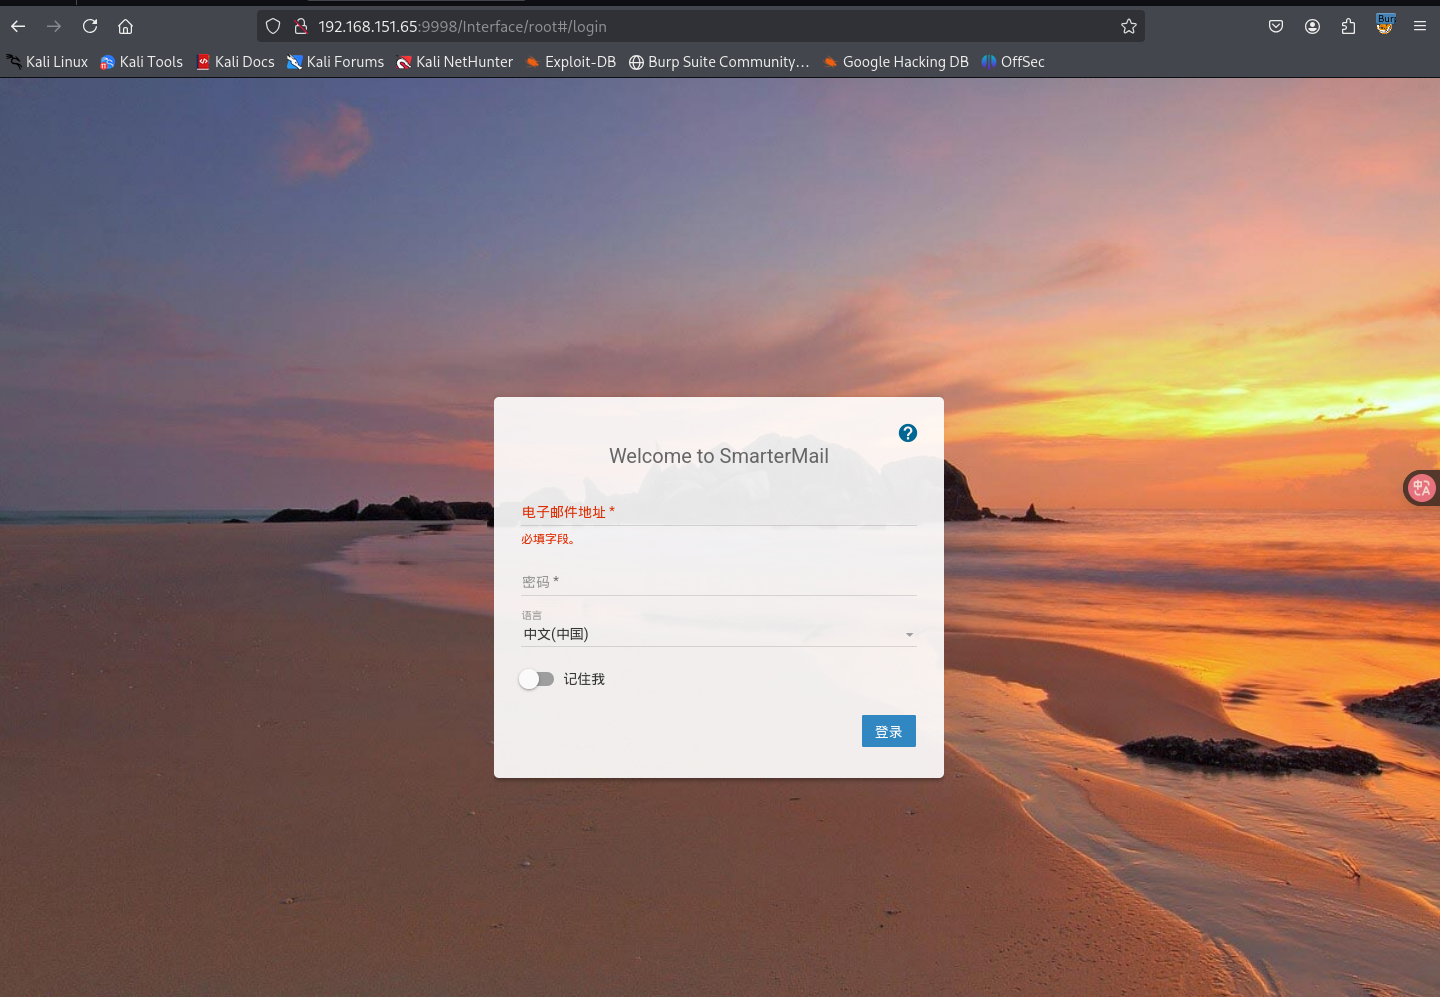 192.168.151.65:9998/Interface/root#/login
Kali Linux Kali Tools Kali Docs Kali Forums Kali NetHunter Exploit-DB Burp Suite Community... Google Hacking DB OffSec
Welcome to SmarterMail
电子邮件地址 *
必填字段。
密码 *
语言
中文(中国)
记住我
登录